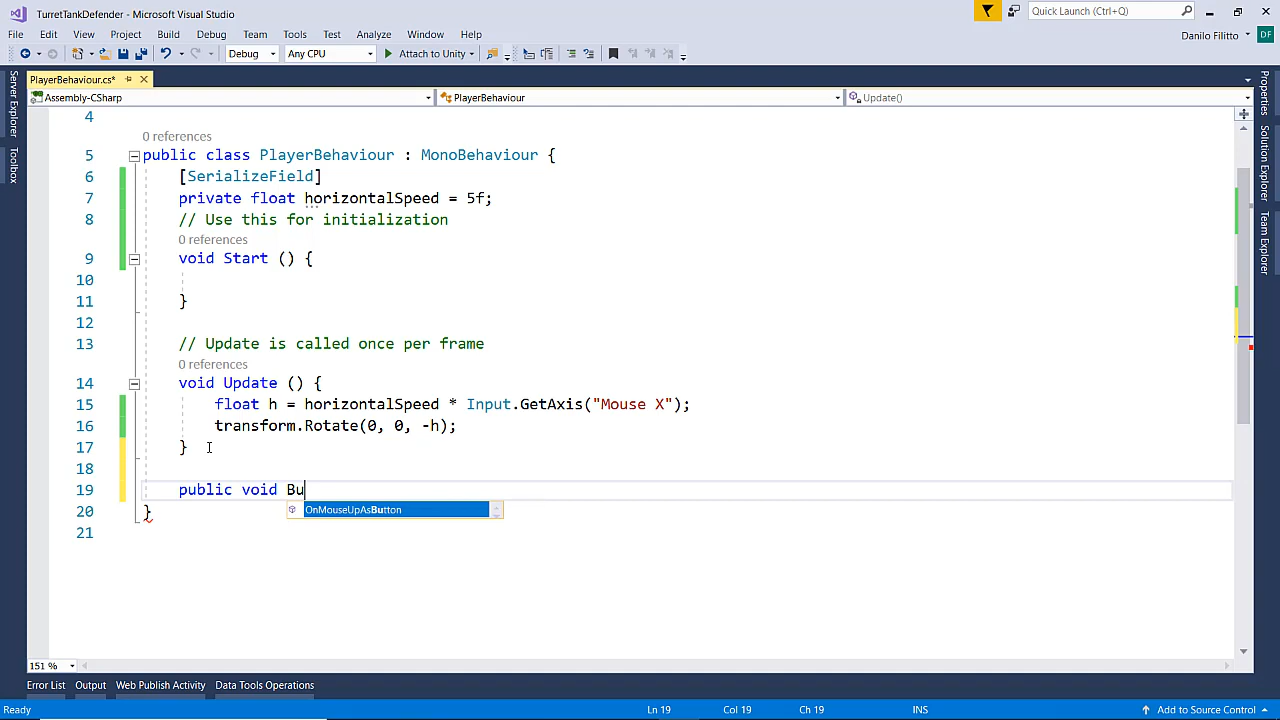 TurretTankDefender - Microsoft Visual Studio
Quick Launch (Ctrl+Q)
File Edit View Project Build Debug Team Tools Test Analyze Window Help
Danilo Filitto DF
Debug Any CPU Attach to Unity
Server Explorer
Toolbox
PlayerBehaviour.cs*
Properties
Solution Explorer
Team Explorer
Assembly-CSharp PlayerBehaviour Update()
4
0 references
5 public class PlayerBehaviour : MonoBehaviour {
6 [SerializeField]
7 private float horizontalSpeed = 5f;
8 // Use this for initialization
0 references
9 void Start () {
10
11 }
12
13 // Update is called once per frame
0 references
14 void Update () {
15 float h = horizontalSpeed * Input.GetAxis("Mouse X");
16 transform.Rotate(0, 0, -h);
17 }
18
19 public void Bu
OnMouseUpAsButton
20 }
21
151 %
Error List Output Web Publish Activity Data Tools Operations
Ready Ln 19 Col 19 Ch 19 INS Add to Source Control